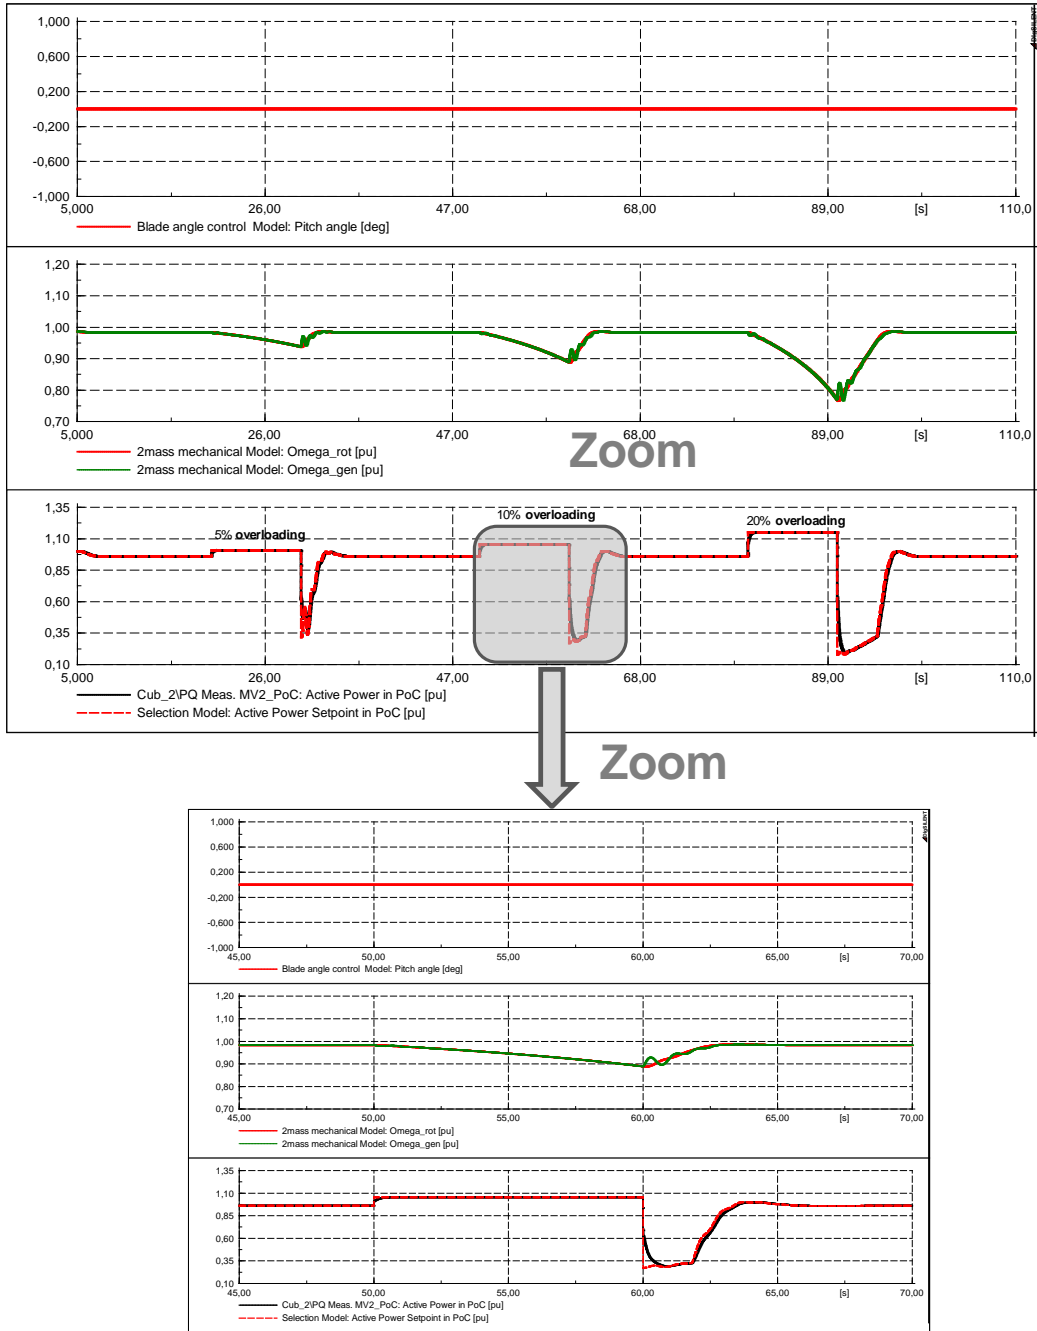 1,000
0,600
0,200
-0,200
-0,600
-1,000
5,000 26,00 47,00 68,00 89,00 [s] 110,0
Blade angle control Model: Pitch angle [deg]
DIgSILENT
1,20
1,10
1,00
0,90
0,80
0,70
5,000 26,00 47,00 68,00 89,00 [s] 110,0
2mass mechanical Model: Omega_rot [pu]
2mass mechanical Model: Omega_gen [pu]
Zoom
1,35
1,10
0,85
0,60
0,35
0,10
5% overloading
10% overloading
20% overloading
5,000 26,00 47,00 68,00 89,00 [s] 110,0
Cub_2\PQ Meas. MV2_PoC: Active Power in PoC [pu]
Selection Model: Active Power Setpoint in PoC [pu]
Zoom
1,000
0,600
0,200
-0,200
-0,600
-1,000
45,00 50,00 55,00 60,00 65,00 [s] 70,00
Blade angle control Model: Pitch angle [deg]
DIgSILENT
1,20
1,10
1,00
0,90
0,80
0,70
45,00 50,00 55,00 60,00 65,00 [s] 70,00
2mass mechanical Model: Omega_rot [pu]
2mass mechanical Model: Omega_gen [pu]
1,35
1,10
0,85
0,60
0,35
0,10
45,00 50,00 55,00 60,00 65,00 [s] 70,00
Cub_2\PQ Meas. MV2_PoC: Active Power in PoC [pu]
Selection Model: Active Power Setpoint in PoC [pu]